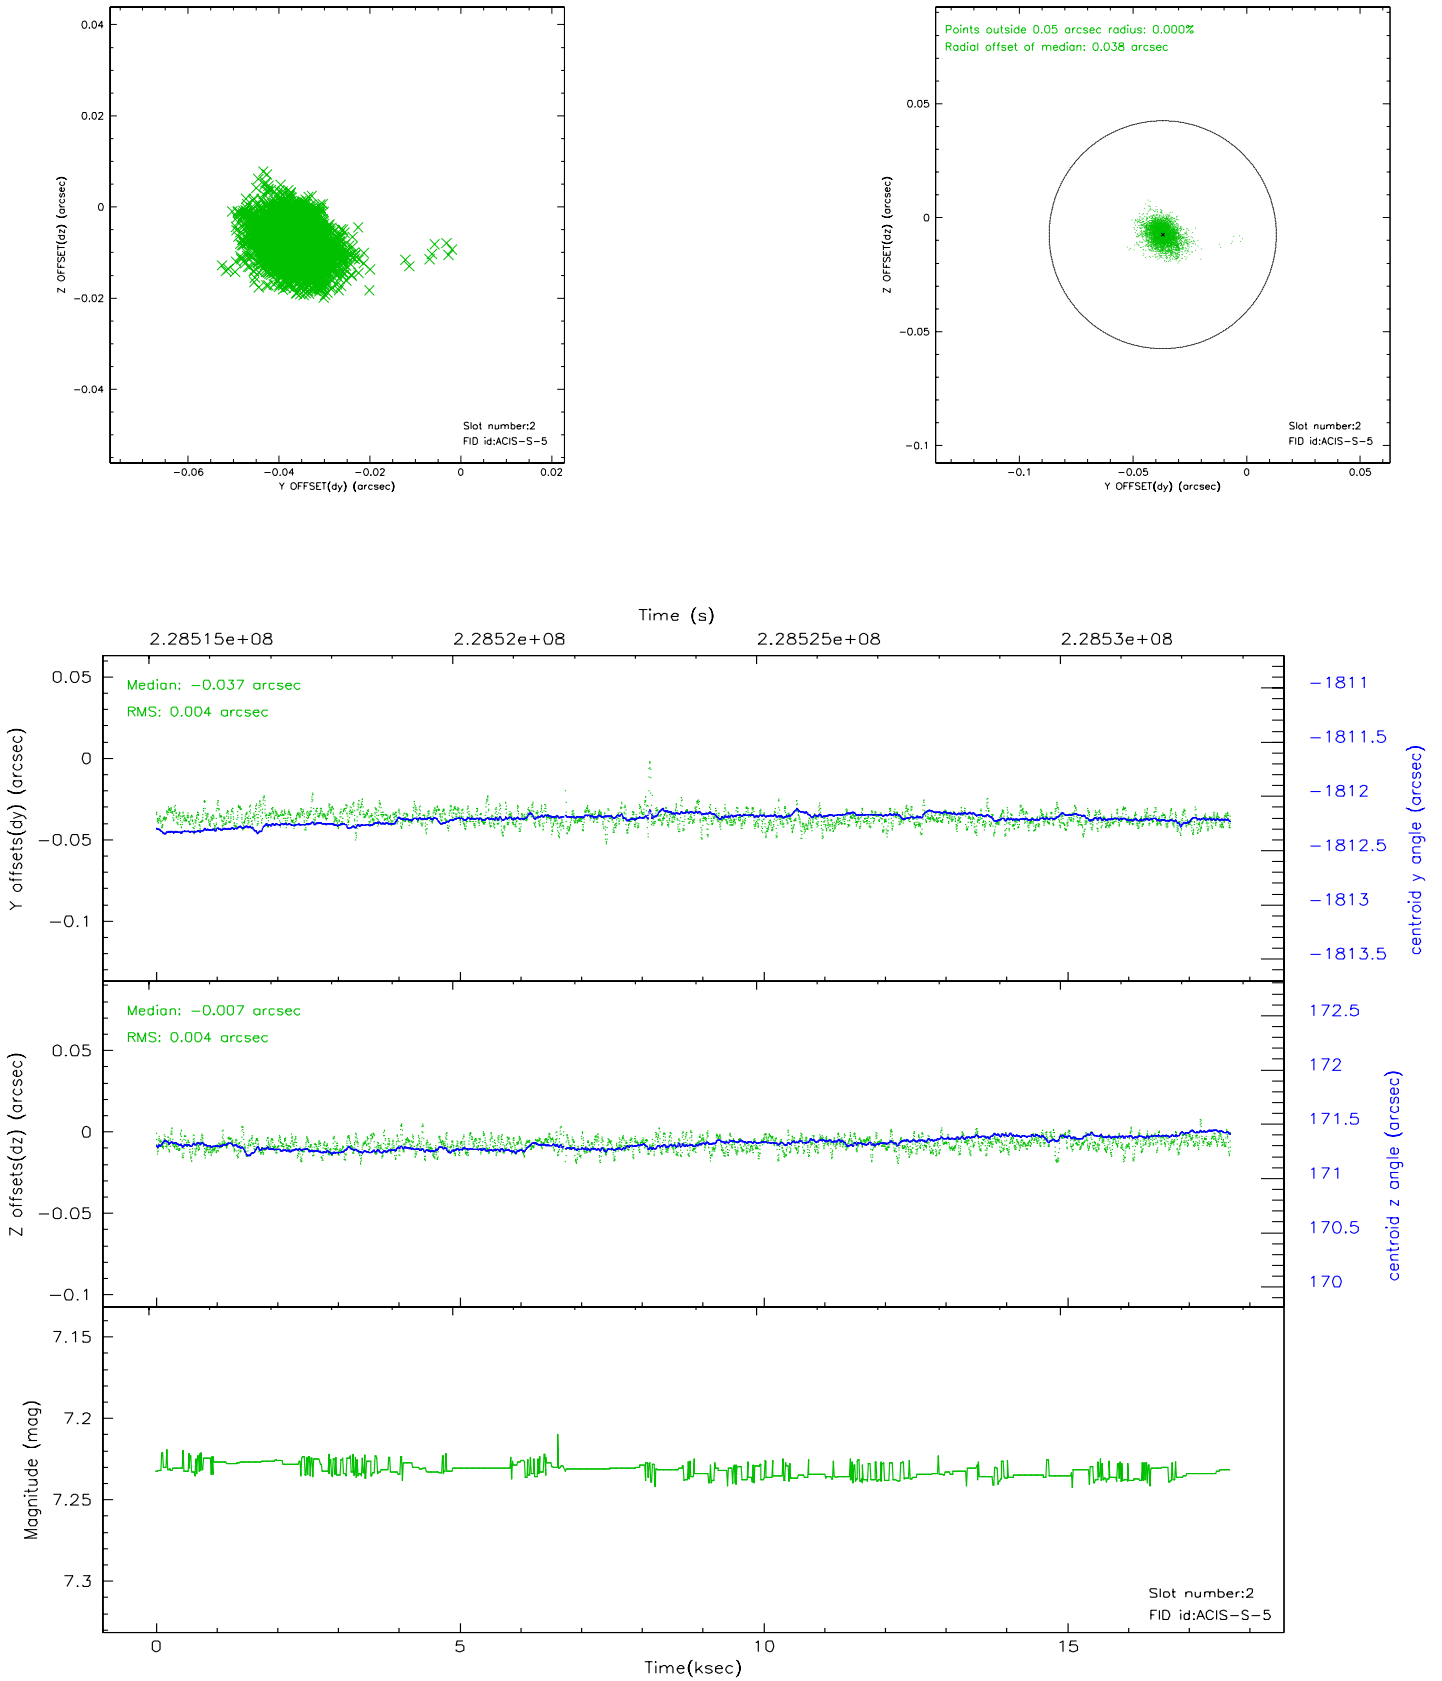 0.04
0.02
0
−0.02
−0.04
Z OFFSET(dz) (arcsec)
Slot number:2
FID id:ACIS−S−5
−0.06 −0.04 −0.02 0 0.02
Y OFFSET(dy) (arcsec)
Points outside 0.05 arcsec radius: 0.000%
Radial offset of median: 0.038 arcsec
0.05
0
−0.05
−0.1
Z OFFSET(dz) (arcsec)
Slot number:2
FID id:ACIS−S−5
−0.1 −0.05 0 0.05
Y OFFSET(dy) (arcsec)
Time (s)
2.28515e+08 2.2852e+08 2.28525e+08 2.2853e+08
Median: −0.037 arcsec
RMS: 0.004 arcsec
0.05
0
−0.05
−0.1
Y offsets(dy) (arcsec)
−1811
−1811.5
−1812
−1812.5
−1813
−1813.5
centroid y angle (arcsec)
Median: −0.007 arcsec
RMS: 0.004 arcsec
0.05
0
−0.05
−0.1
Z offsets(dz) (arcsec)
172.5
172
171.5
171
170.5
170
centroid z angle (arcsec)
7.15
7.2
7.25
7.3
Magnitude (mag)
Slot number:2
FID id:ACIS−S−5
0 5 10 15
Time(ksec)